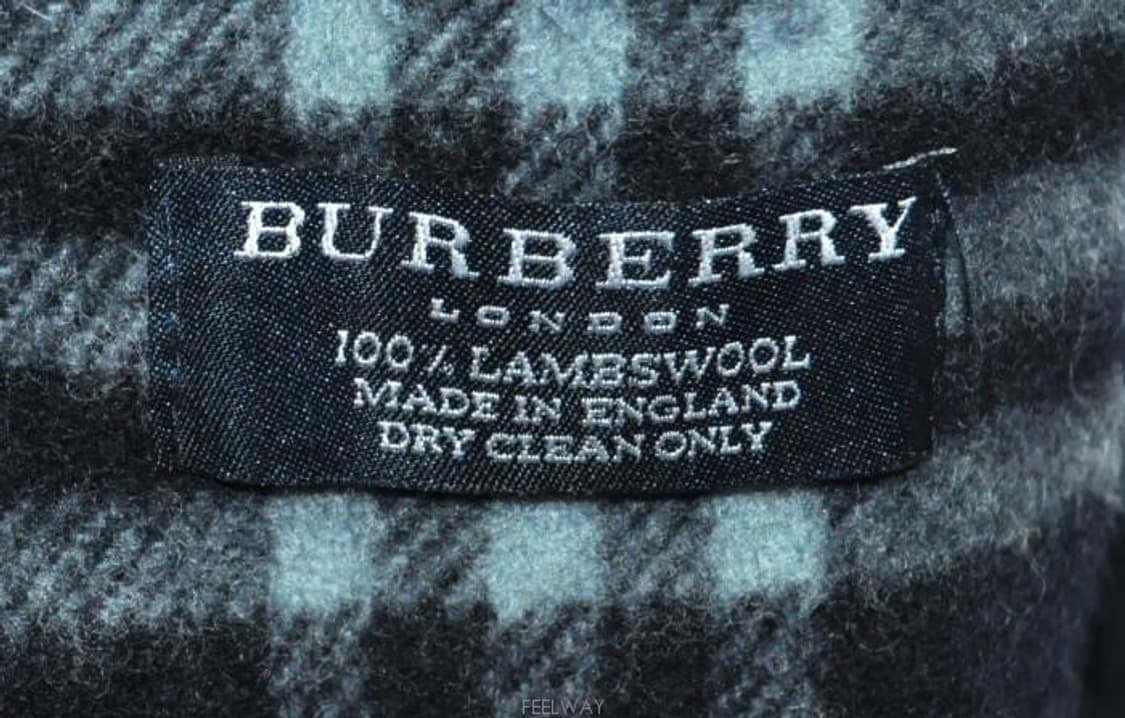 BURBERRY
LONDON
100% LAMBSWOOL
MADE IN ENGLAND
DRY CLEAN ONLY
FEELWAY